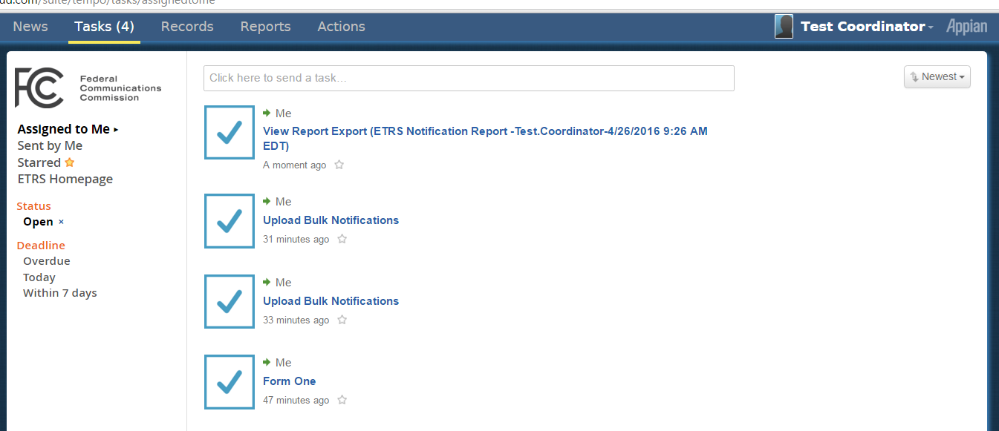 dd.com/suite/tempo/tasks/assignedtome
News Tasks (4) Records Reports Actions Test Coordinator Appian
FCC Federal
Communications
Commission
Assigned to Me
Sent by Me
Starred
ETRS Homepage
Status
Open ×
Deadline
Overdue
Today
Within 7 days
Click here to send a task...
Newest
Me
View Report Export (ETRS Notification Report -Test.Coordinator-4/26/2016 9:26 AM
EDT)
A moment ago
Me
Upload Bulk Notifications
31 minutes ago
Me
Upload Bulk Notifications
33 minutes ago
Me
Form One
47 minutes ago